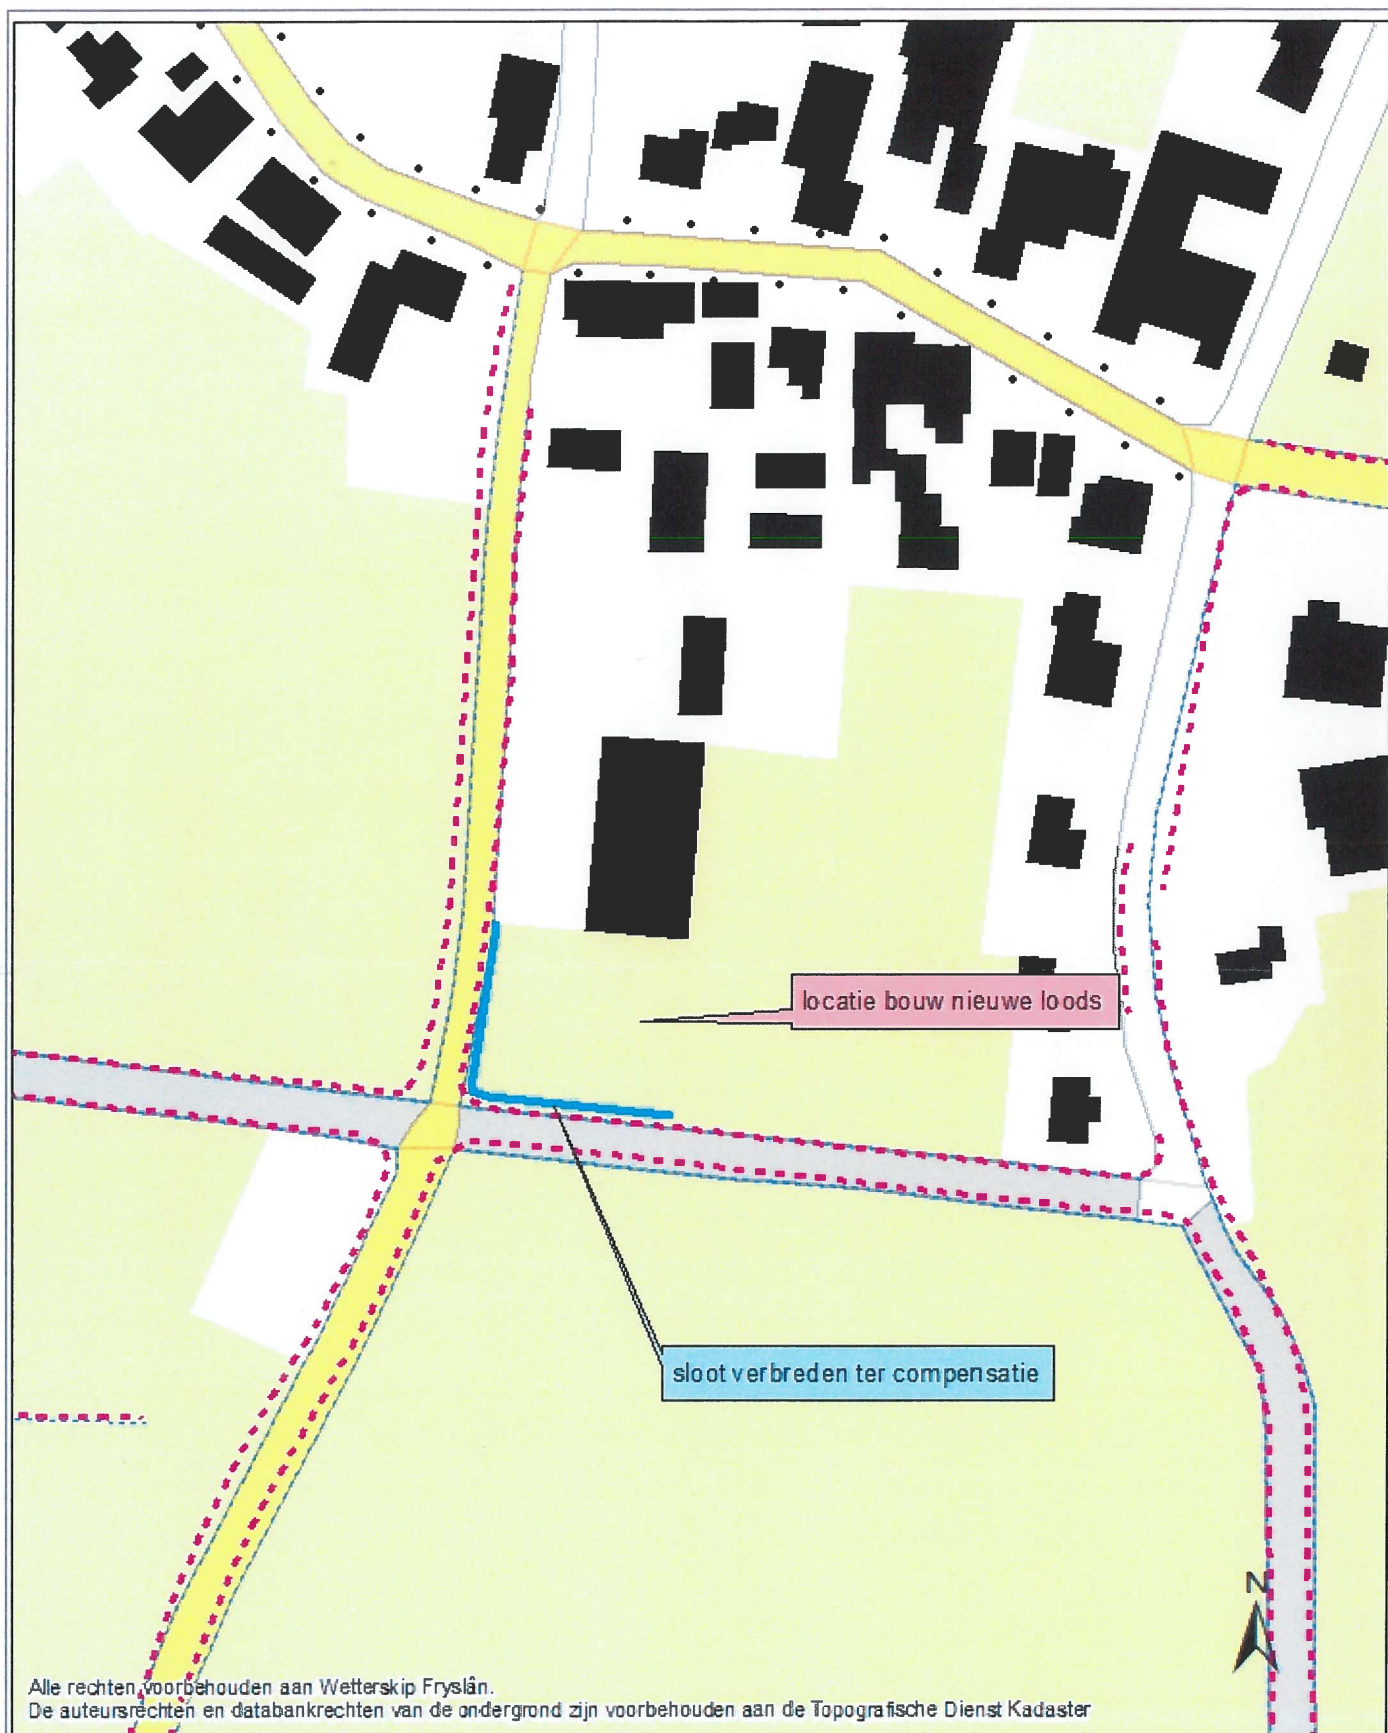 locatie bouw nieuwe loods
sloot verbreden ter compensatie
N
Alle rechten voorbehouden aan Wetterskip Fryslân.
De auteursrechten en databankrechten van de ondergrond zijn voorbehouden aan de Topografische Dienst Kadaster